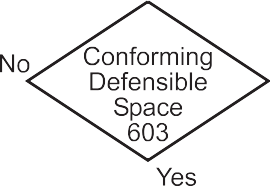 No
Conforming
Defensible
Space
603
Yes